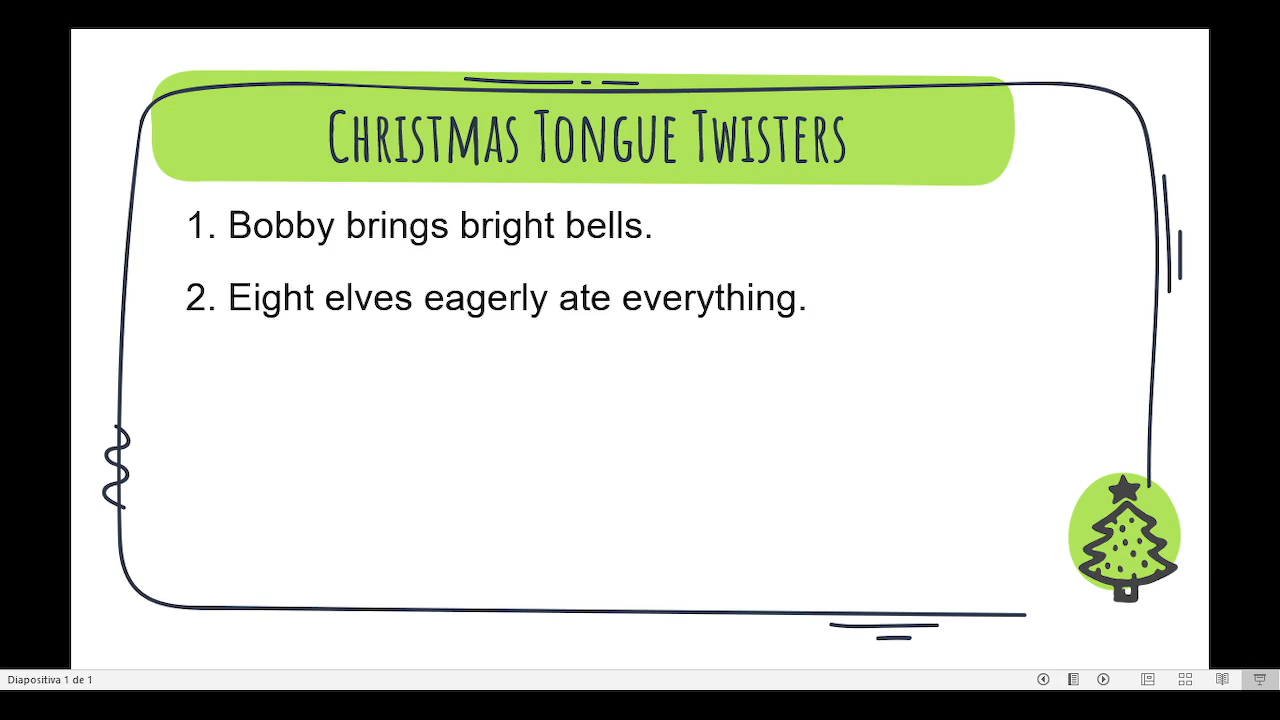 Christmas Tongue Twisters
1. Bobby brings bright bells.
2. Eight elves eagerly ate everything.
Diapositiva 1 de 1